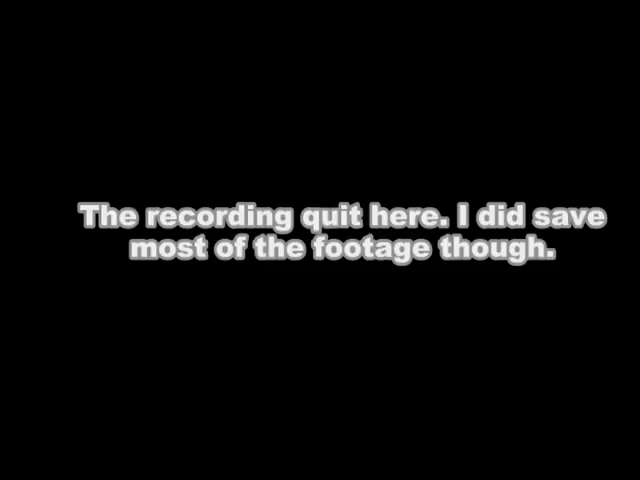 The recording quit here. I did save
most of the footage though.